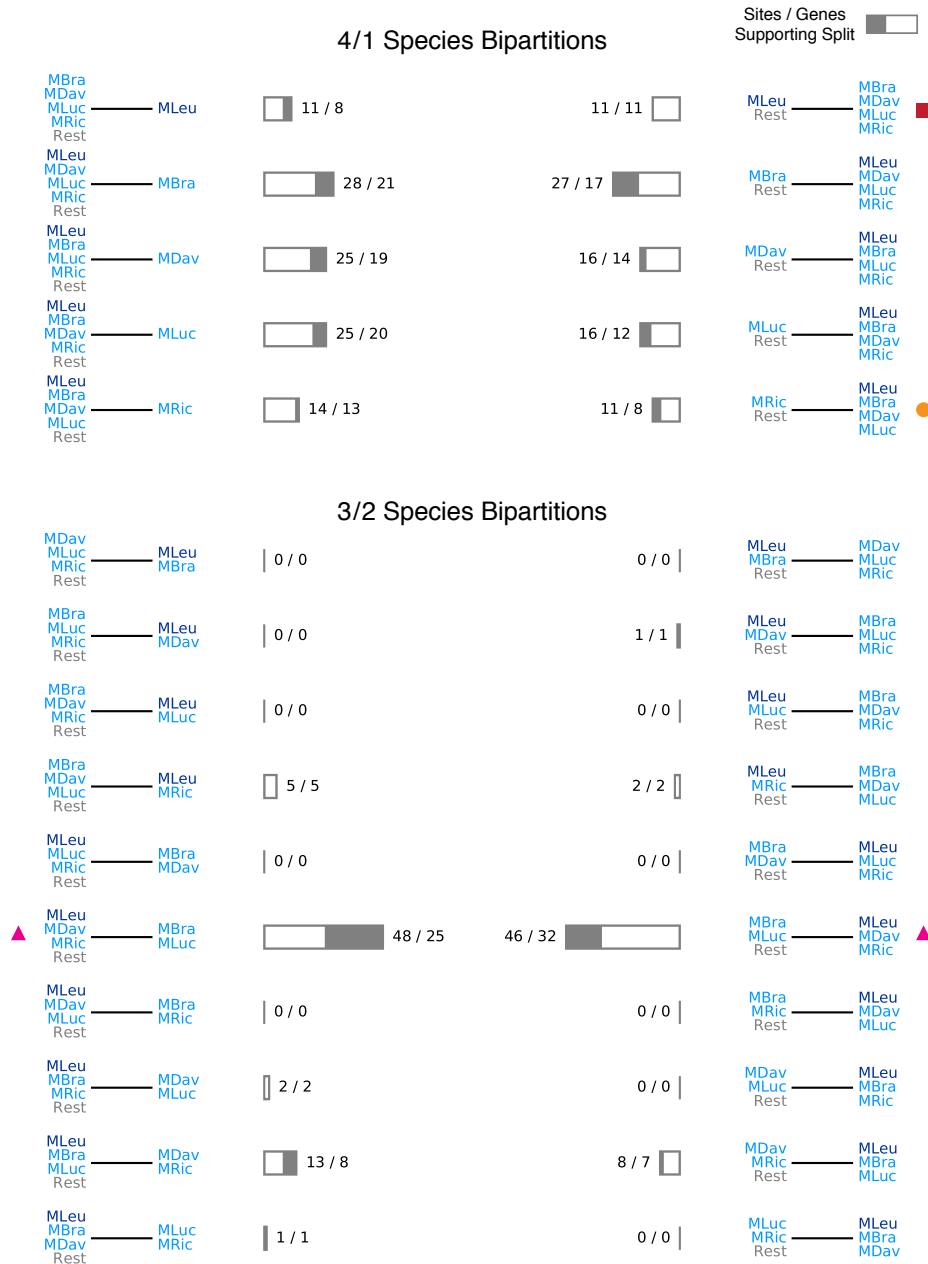 Sites / Genes
Supporting Split
4/1 Species Bipartitions
MBra
MDav
MLuc
MRic
Rest
MLeu
11 / 8
11 / 11
MLeu
Rest
MBra
MDav
MLuc
MRic
MLeu
MDav
MLuc
MRic
Rest
MBra
28 / 21
27 / 17
MBra
Rest
MLeu
MDav
MLuc
MRic
MLeu
MBra
MLuc
MRic
Rest
MDav
25 / 19
16 / 14
MDav
Rest
MLeu
MBra
MLuc
MRic
MLeu
MBra
MDav
MRic
Rest
MLuc
25 / 20
16 / 12
MLuc
Rest
MLeu
MBra
MDav
MRic
MLeu
MBra
MDav
MLuc
Rest
MRic
14 / 13
11 / 8
MRic
Rest
MLeu
MBra
MDav
MLuc
3/2 Species Bipartitions
MDav
MLuc
MRic
Rest
MLeu
MBra
0 / 0
0 / 0
MLeu
MBra
Rest
MDav
MLuc
MRic
MBra
MLuc
MRic
Rest
MLeu
MDav
0 / 0
1 / 1
MLeu
MDav
Rest
MBra
MLuc
MRic
MBra
MDav
MRic
Rest
MLeu
MLuc
0 / 0
0 / 0
MLeu
MLuc
Rest
MBra
MDav
MRic
MBra
MDav
MLuc
Rest
MLeu
MRic
5 / 5
2 / 2
MLeu
MRic
Rest
MBra
MDav
MLuc
MLeu
MLuc
MRic
Rest
MBra
MDav
0 / 0
0 / 0
MBra
MDav
Rest
MLeu
MLuc
MRic
MLeu
MDav
MRic
Rest
MBra
MLuc
48 / 25
46 / 32
MBra
MLuc
Rest
MLeu
MDav
MRic
MLeu
MDav
MLuc
Rest
MBra
MRic
0 / 0
0 / 0
MBra
MRic
Rest
MLeu
MDav
MLuc
MLeu
MBra
MRic
Rest
MDav
MLuc
2 / 2
0 / 0
MDav
MLuc
Rest
MLeu
MBra
MRic
MLeu
MBra
MLuc
Rest
MDav
MRic
13 / 8
8 / 7
MDav
MRic
Rest
MLeu
MBra
MLuc
MLeu
MBra
MDav
Rest
MLuc
MRic
1 / 1
0 / 0
MLuc
MRic
Rest
MLeu
MBra
MDav